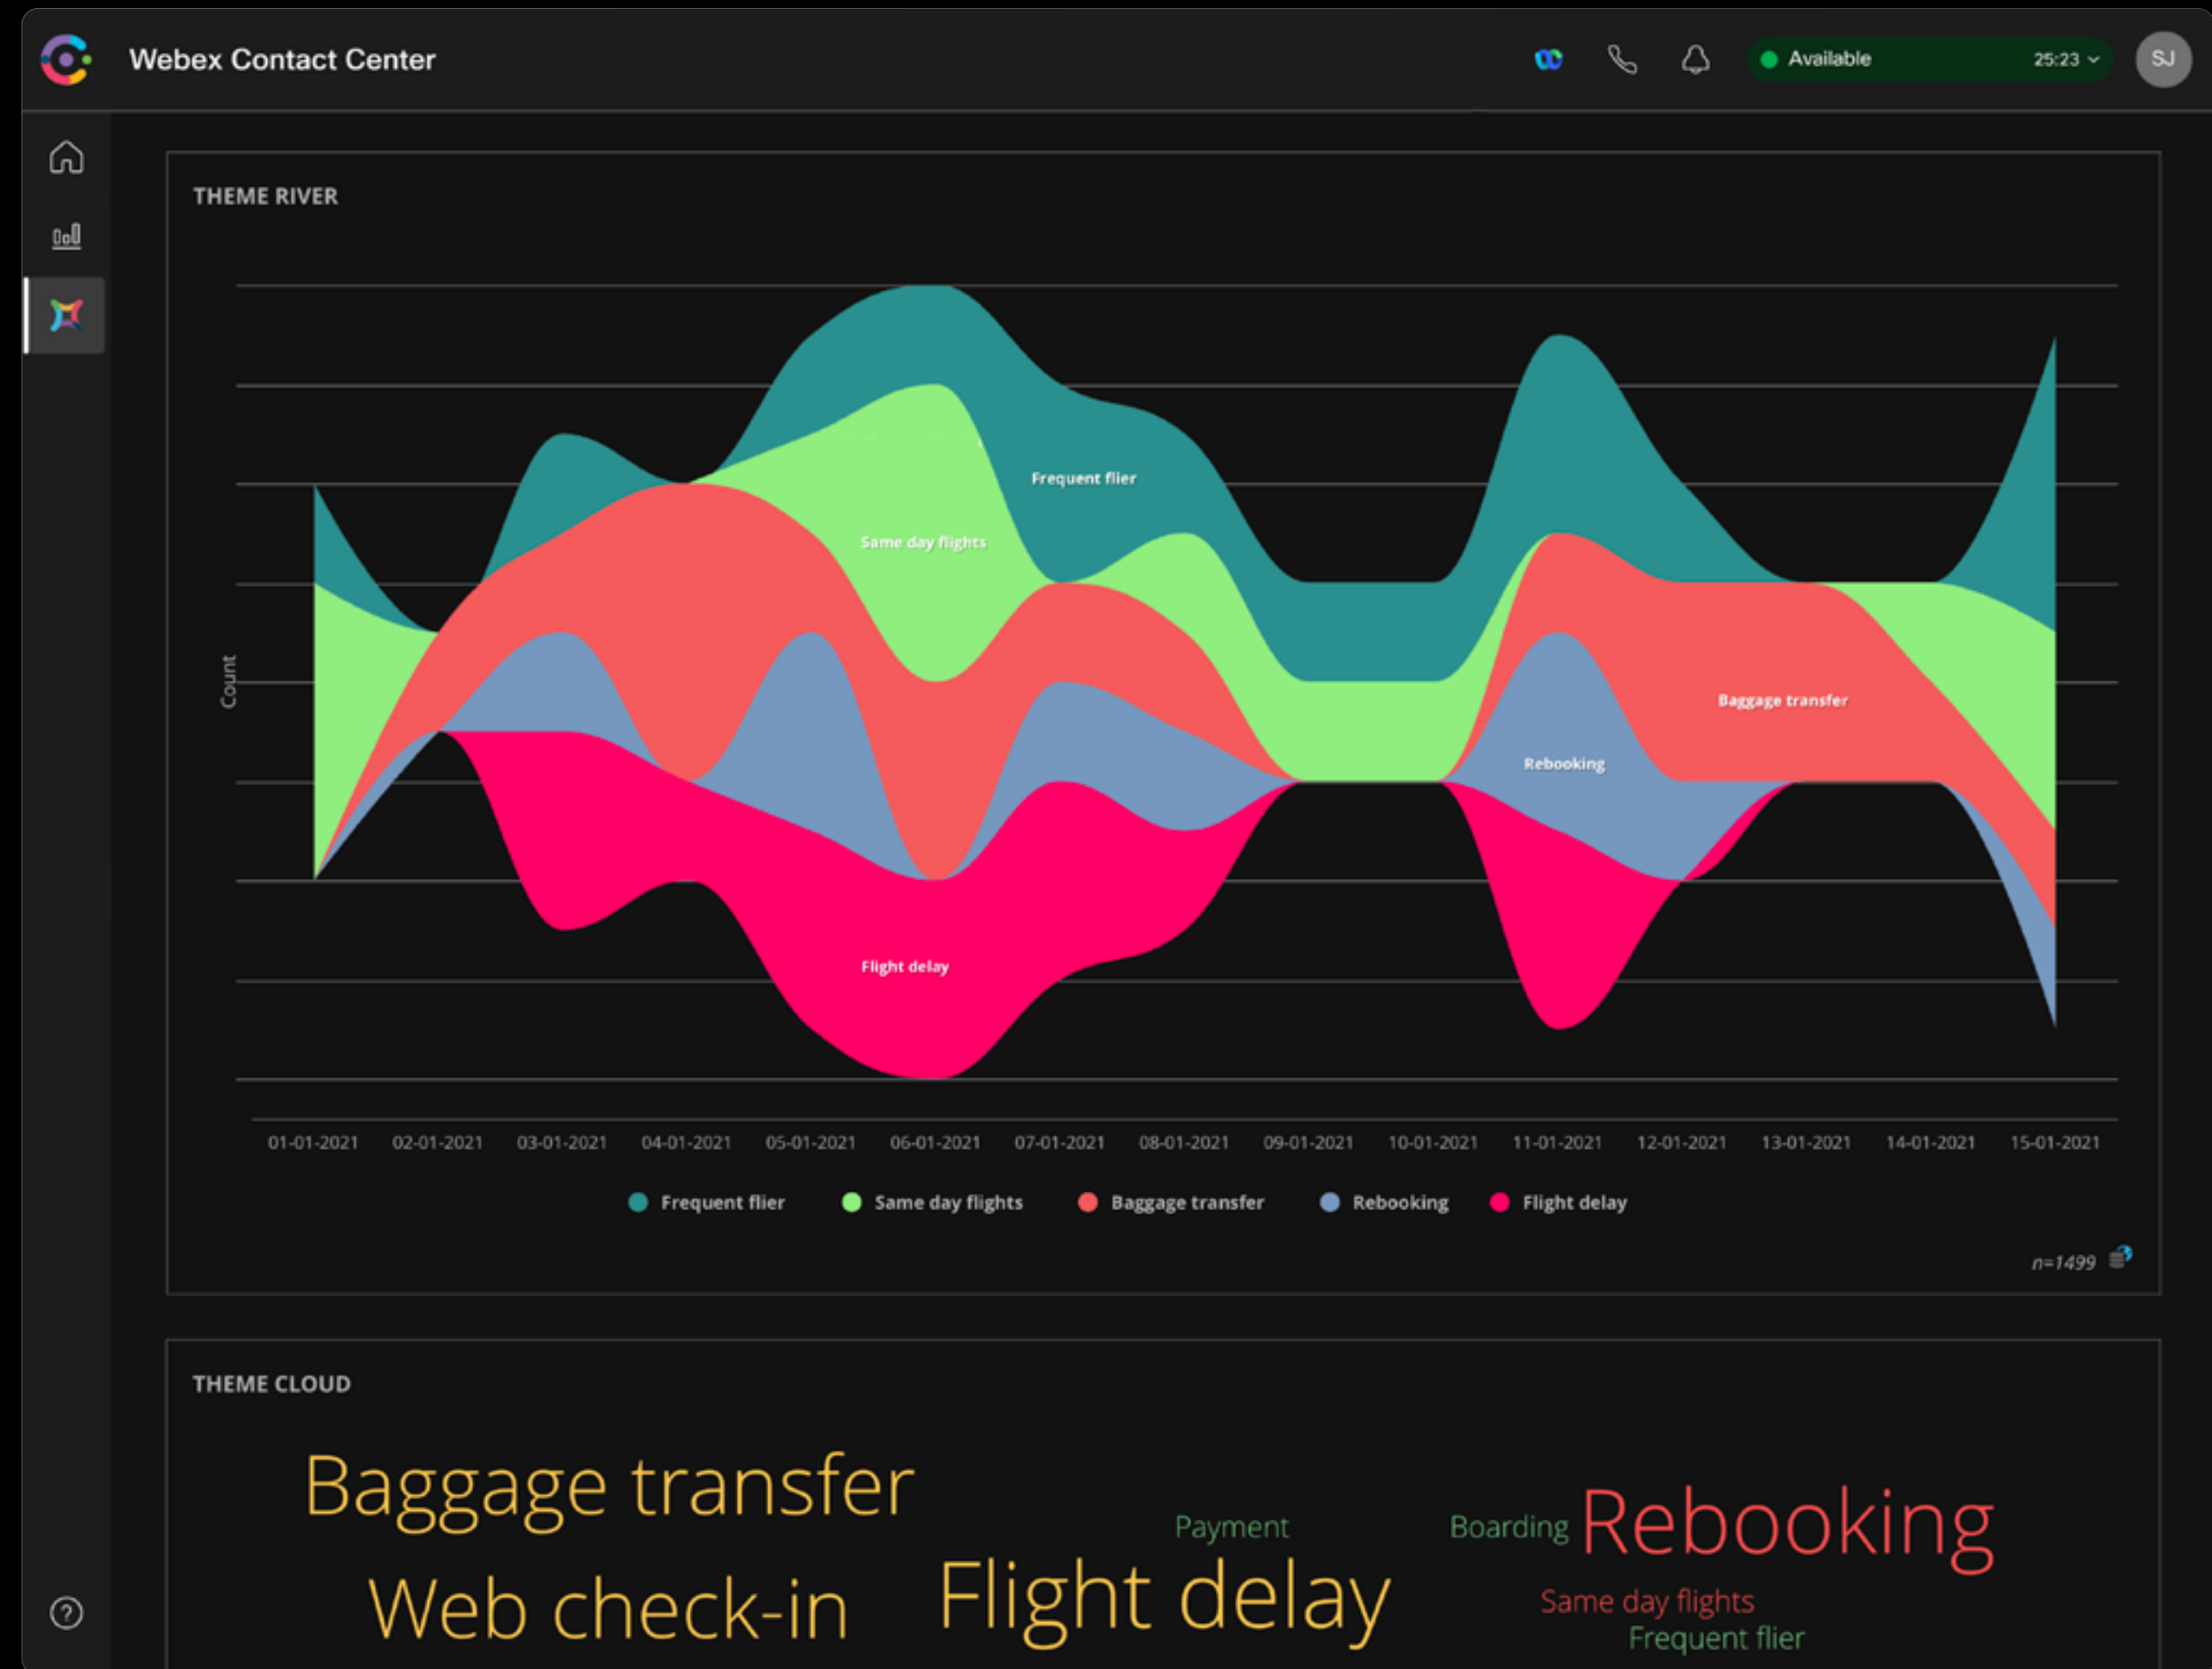 Webex Contact Center
Available 25:23 SJ
THEME RIVER
Frequent flier
Same day flights
Count
Baggage transfer
Rebooking
Flight delay
01-01-2021 02-01-2021 03-01-2021 04-01-2021 05-01-2021 06-01-2021 07-01-2021 08-01-2021 09-01-2021 10-01-2021 11-01-2021 12-01-2021 13-01-2021 14-01-2021 15-01-2021
Frequent flier Same day flights Baggage transfer Rebooking Flight delay
n=1499
THEME CLOUD
Baggage transfer
Payment
Boarding Rebooking
Web check-in
Flight delay
Same day flights
Frequent flier